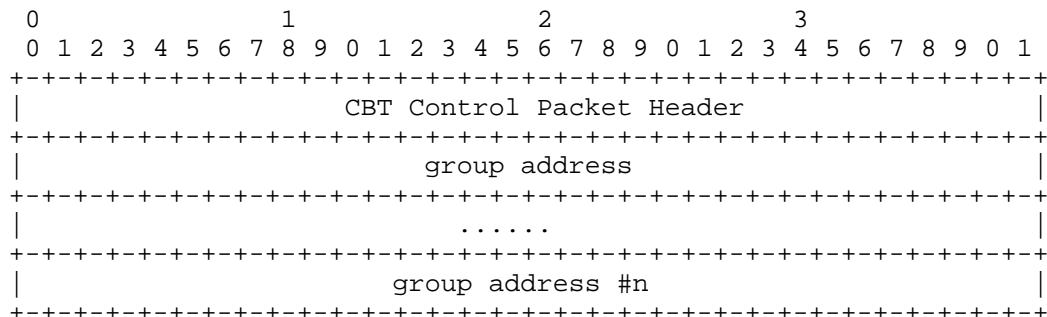 0                   1                   2                   3
 0 1 2 3 4 5 6 7 8 9 0 1 2 3 4 5 6 7 8 9 0 1 2 3 4 5 6 7 8 9 0 1
+-+-+-+-+-+-+-+-+-+-+-+-+-+-+-+-+-+-+-+-+-+-+-+-+-+-+-+-+-+-+-+-+
|                    CBT Control Packet Header                  |
+-+-+-+-+-+-+-+-+-+-+-+-+-+-+-+-+-+-+-+-+-+-+-+-+-+-+-+-+-+-+-+-+
|                         group address                         |
+-+-+-+-+-+-+-+-+-+-+-+-+-+-+-+-+-+-+-+-+-+-+-+-+-+-+-+-+-+-+-+-+
|                           ......                              |
+-+-+-+-+-+-+-+-+-+-+-+-+-+-+-+-+-+-+-+-+-+-+-+-+-+-+-+-+-+-+-+-+
|                       group address #n                        |
+-+-+-+-+-+-+-+-+-+-+-+-+-+-+-+-+-+-+-+-+-+-+-+-+-+-+-+-+-+-+-+-+